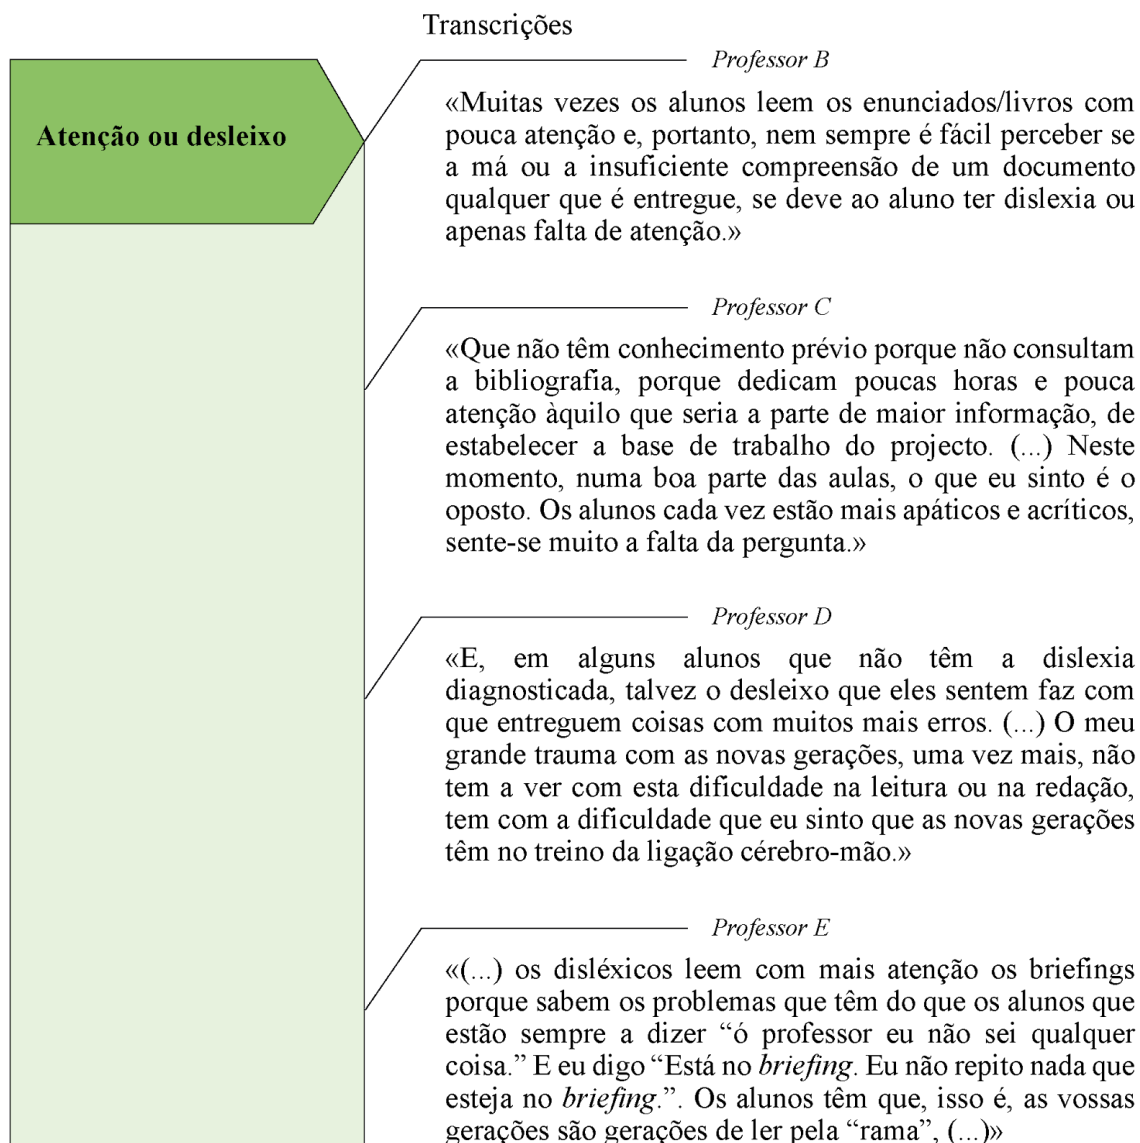 Transcrições
Professor B
Atenção ou desleixo
«Muitas vezes os alunos leem os enunciados/livros com
pouca atenção e, portanto, nem sempre é fácil perceber se
a má ou a insuficiente compreensão de um documento
qualquer que é entregue, se deve ao aluno ter dislexia ou
apenas falta de atenção.»
Professor C
«Que não têm conhecimento prévio porque não consultam
a bibliografia, porque dedicam poucas horas e pouca
atenção àquilo que seria a parte de maior informação, de
estabelecer a base de trabalho do projecto. (...) Neste
momento, numa boa parte das aulas, o que eu sinto é o
oposto. Os alunos cada vez estão mais apáticos e acríticos,
sente-se muito a falta da pergunta.»
Professor D
«E, em alguns alunos que não têm a dislexia
diagnosticada, talvez o desleixo que eles sentem faz com
que entreguem coisas com muitos mais erros. (...) O meu
grande trauma com as novas gerações, uma vez mais, não
tem a ver com esta dificuldade na leitura ou na redação,
tem com a dificuldade que eu sinto que as novas gerações
têm no treino da ligação cérebro-mão.»
Professor E
«(...) os disléxicos leem com mais atenção os briefings
porque sabem os problemas que têm do que os alunos que
estão sempre a dizer “ó professor eu não sei qualquer
coisa.” E eu digo “Está no briefing. Eu não repito nada que
esteja no briefing.”. Os alunos têm que, isso é, as vossas
gerações são gerações de ler pela “rama”, (...)»